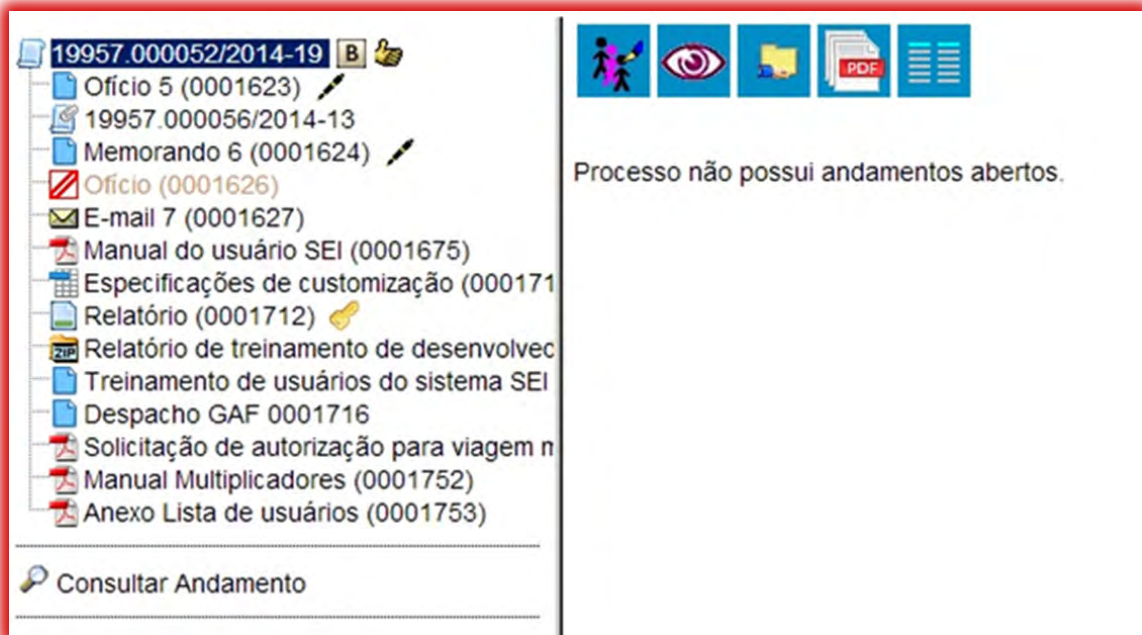 19957.000052/2014-19 B
Ofício 5 (0001623)
19957.000056/2014-13
Memorando 6 (0001624)
Ofício (0001626)
E-mail 7 (0001627)
Manual do usuário SEI (0001675)
Especificações de customização (000171
Relatório (0001712)
ZIP Relatório de treinamento de desenvolvec
Treinamento de usuários do sistema SEI
Despacho GAF 0001716
Solicitação de autorização para viagem n
Manual Multiplicadores (0001752)
Anexo Lista de usuários (0001753)
Consultar Andamento
PDF
Processo não possui andamentos abertos.